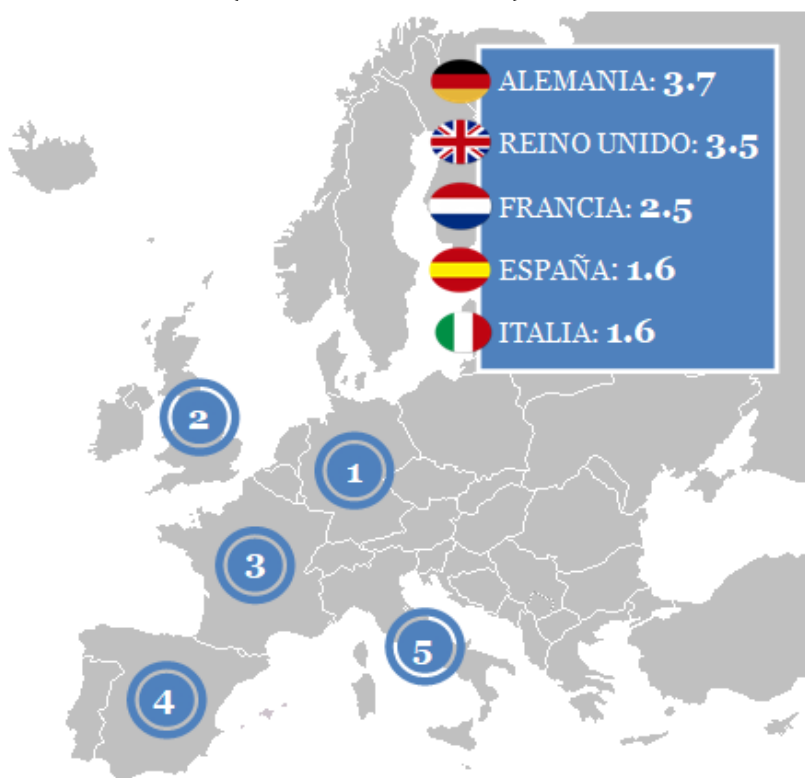 ALEMANIA: 3.7
REINO UNIDO: 3.5
FRANCIA: 2.5
ESPAÑA: 1.6
ITALIA: 1.6
2
1
3
5
4